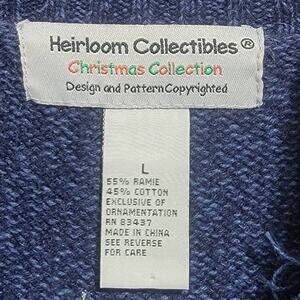 Heirloom Collectibles®
Christmas Collection
Design and Pattern Copyrighted
L
55% RAMIE
45% COTTON
EXCLUSIVE OF
ORNAMENTATION
RN 83437
MADE IN CHINA
SEE REVERSE
FOR CARE